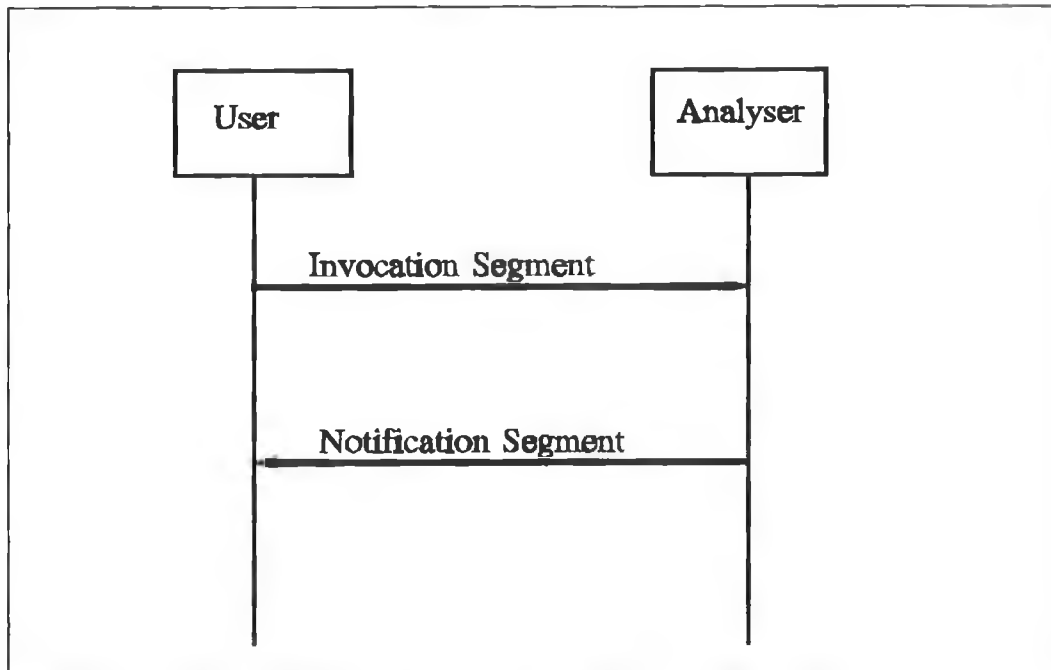 User
Analyser
Invocation Segment
Notification Segment